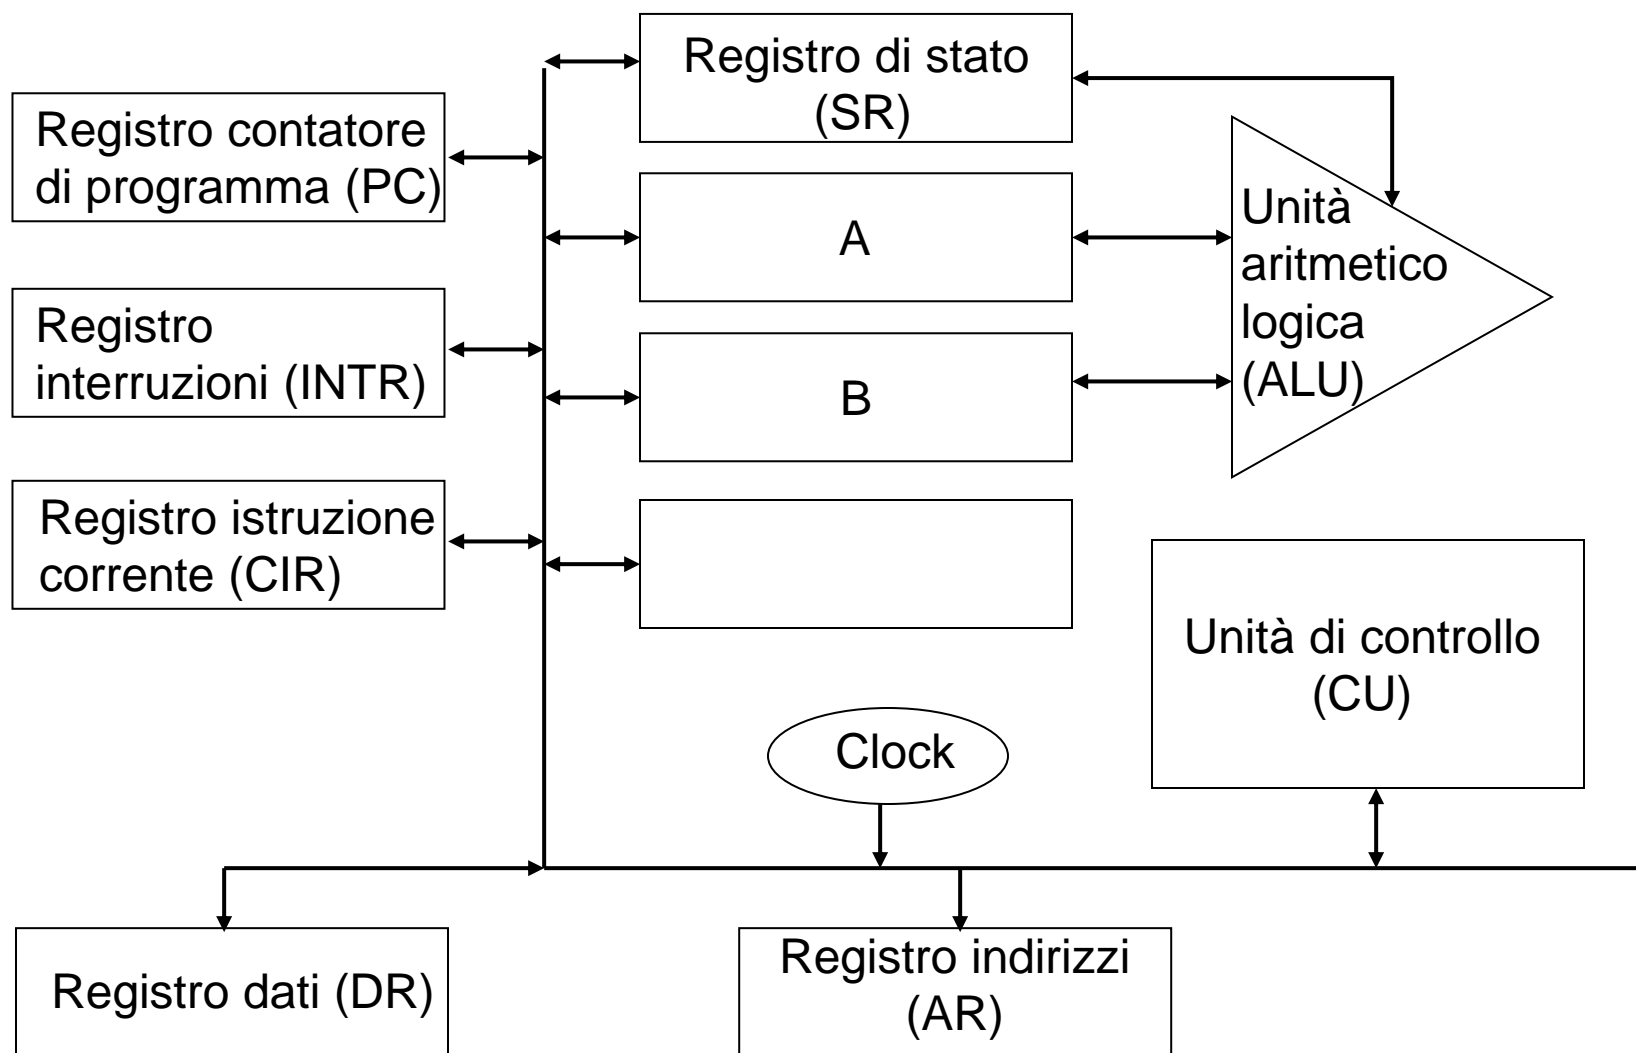 Registro di stato
(SR)
Registro contatore
di programma (PC)
A
Unità
aritmetico
logica
(ALU)
Registro
interruzioni (INTR)
B
Registro istruzione
corrente (CIR)
Unità di controllo
(CU)
Clock
Registro dati (DR)
Registro indirizzi
(AR)